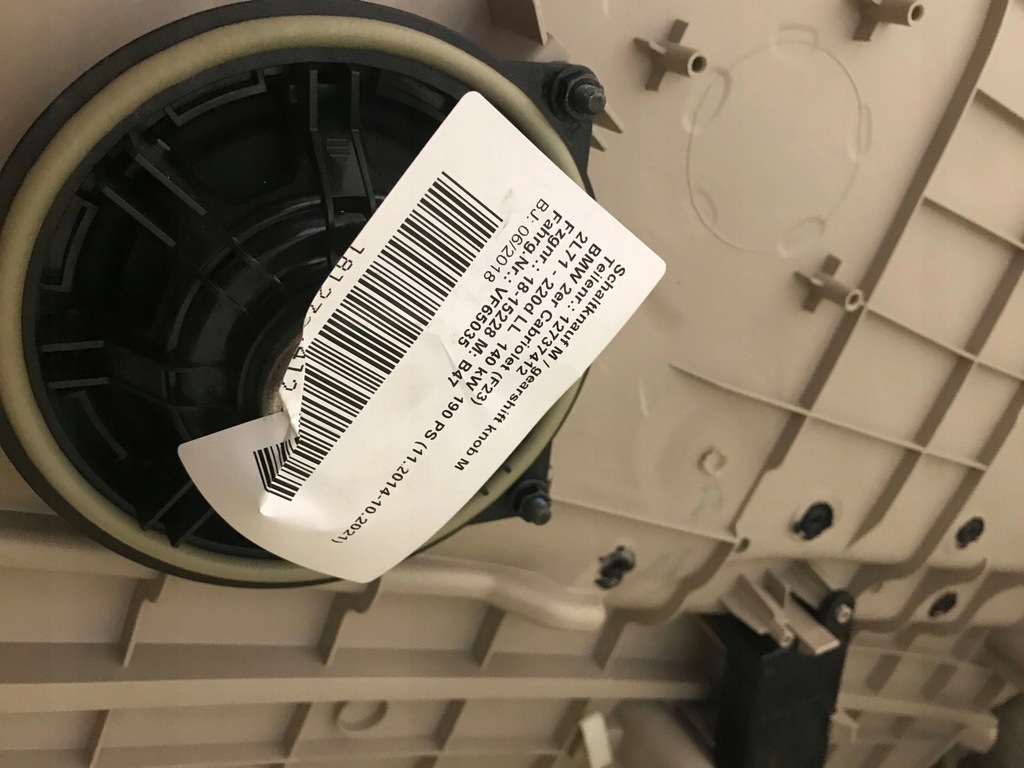 Schaltknauf M / gearshift knob M
Teilenr.: 12737412
BMW 2er Cabriolet (F23)
2L71 - 220d LL 140 kW 190 PS (11.2014-10.2021)
Fzgnr.: 18-15228 M: B47
Fahrg.Nr.: VF65035
BJ: 06/2018